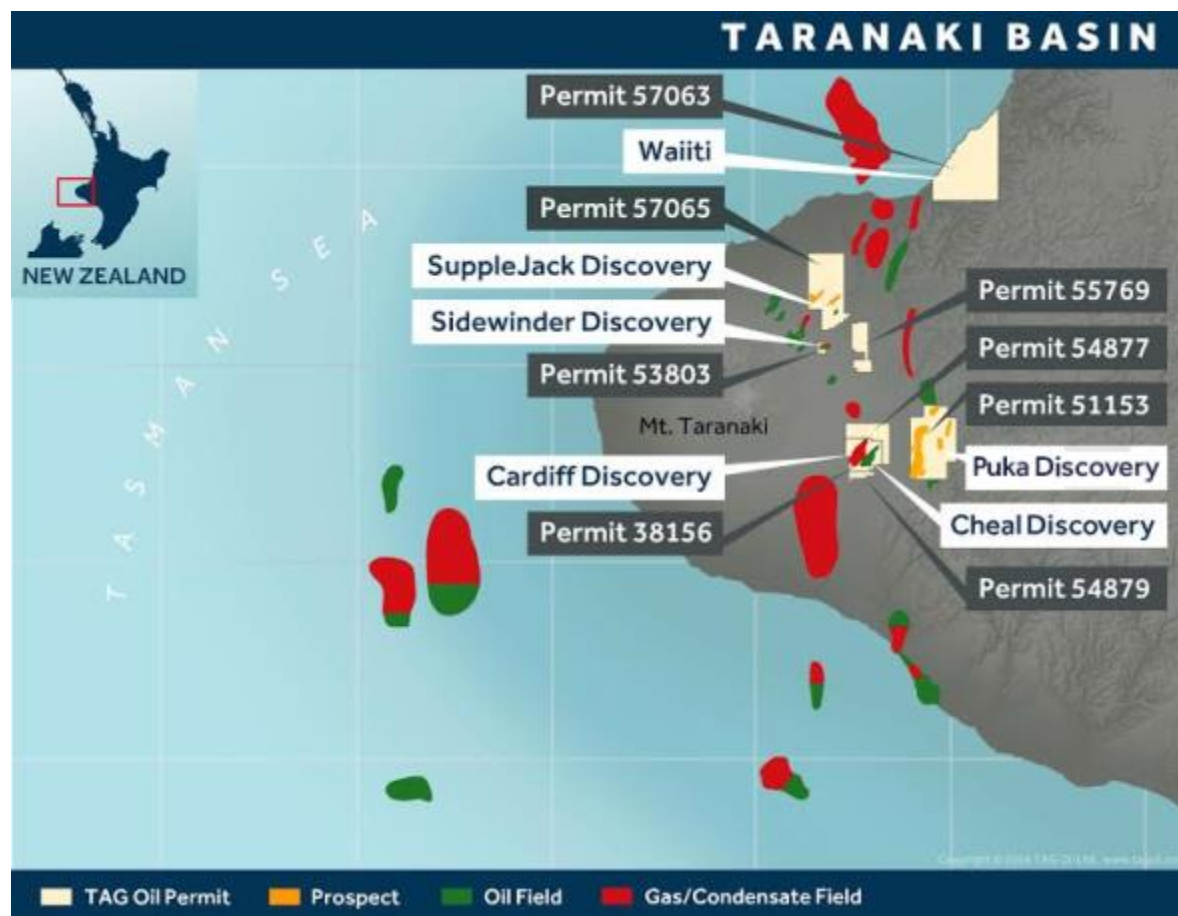 TARANAKI BASIN
Permit 57063
Waiiti
Permit 57065
SuppleJack Discovery
Sidewinder Discovery
Permit 53803
Permit 55769
Permit 54877
Permit 51153
Mt. Taranaki
Cardiff Discovery
Puka Discovery
Cheal Discovery
Permit 38156
Permit 54879
NEW ZEALAND
TASMAN SEA
TAG Oil Permit
Prospect
Oil Field
Gas/Condensate Field